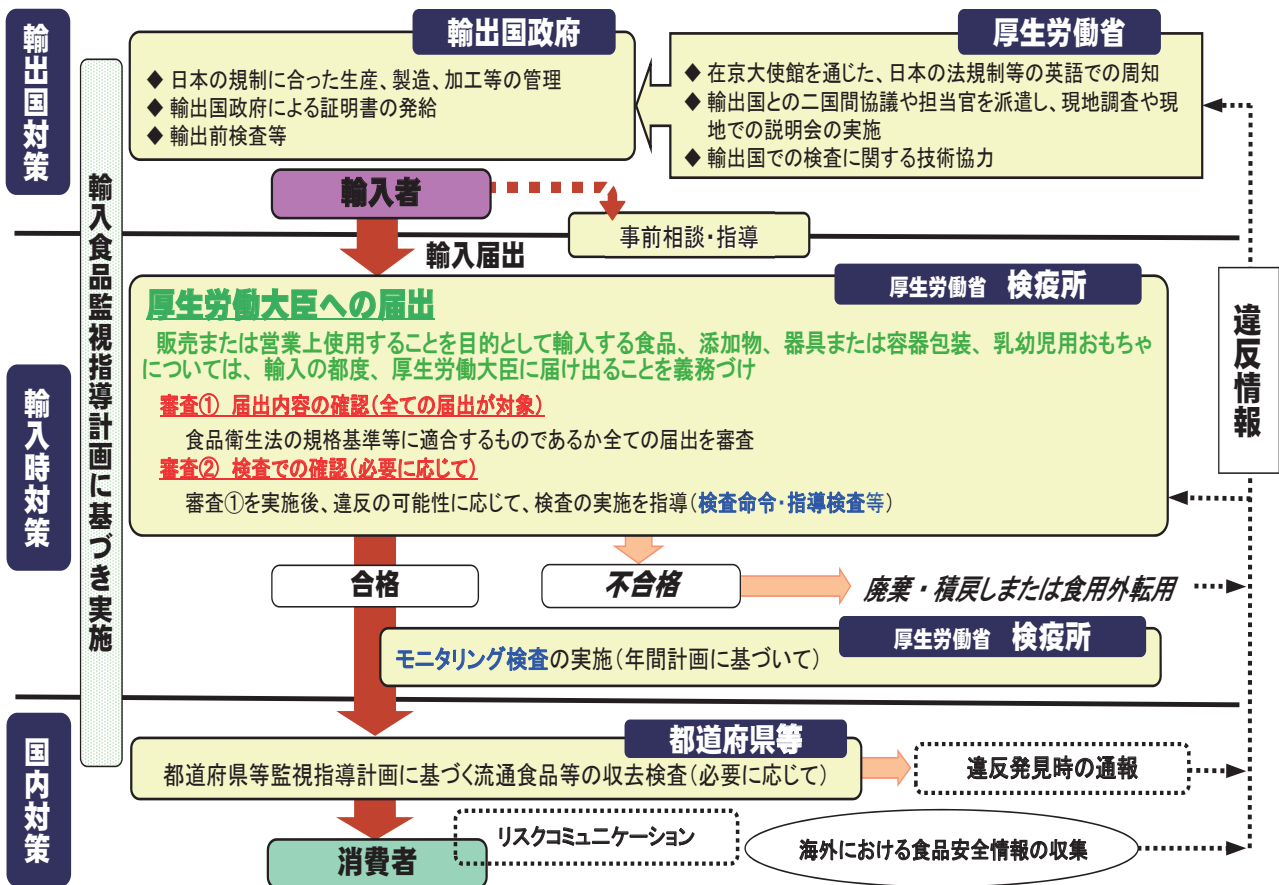 輸出国対策
輸入食品監視指導計画に基づき実施
輸出国政府
◆ 日本の規制に合った生産、製造、加工等の管理
◆ 輸出国政府による証明書の発給
◆ 輸出前検査等
厚生労働省
◆ 在京大使館を通じた、日本の法規制等の英語での周知
◆ 輸出国との二国間協議や担当官を派遣し、現地調査や現
地での説明会の実施
◆ 輸出国での検査に関する技術協力
輸入者
事前相談・指導
輸入届出
輸入時対策
厚生労働省 検疫所
厚生労働大臣への届出
販売または営業上使用することを目的として輸入する食品、添加物、器具または容器包装、乳幼児用おもちゃ
については、輸入の都度、厚生労働大臣に届け出ることを義務づけ
審査① 届出内容の確認(全ての届出が対象)
食品衛生法の規格基準等に適合するものであるか全ての届出を審査
審査② 検査での確認(必要に応じて)
審査①を実施後、違反の可能性に応じて、検査の実施を指導(検査命令・指導検査等)
違反情報
合格
不合格
廃棄・積戻しまたは食用外転用
厚生労働省 検疫所
モニタリング検査の実施(年間計画に基づいて)
国内対策
都道府県等
都道府県等監視指導計画に基づく流通食品等の収去検査(必要に応じて)
違反発見時の通報
リスクコミュニケーション
海外における食品安全情報の収集
消費者